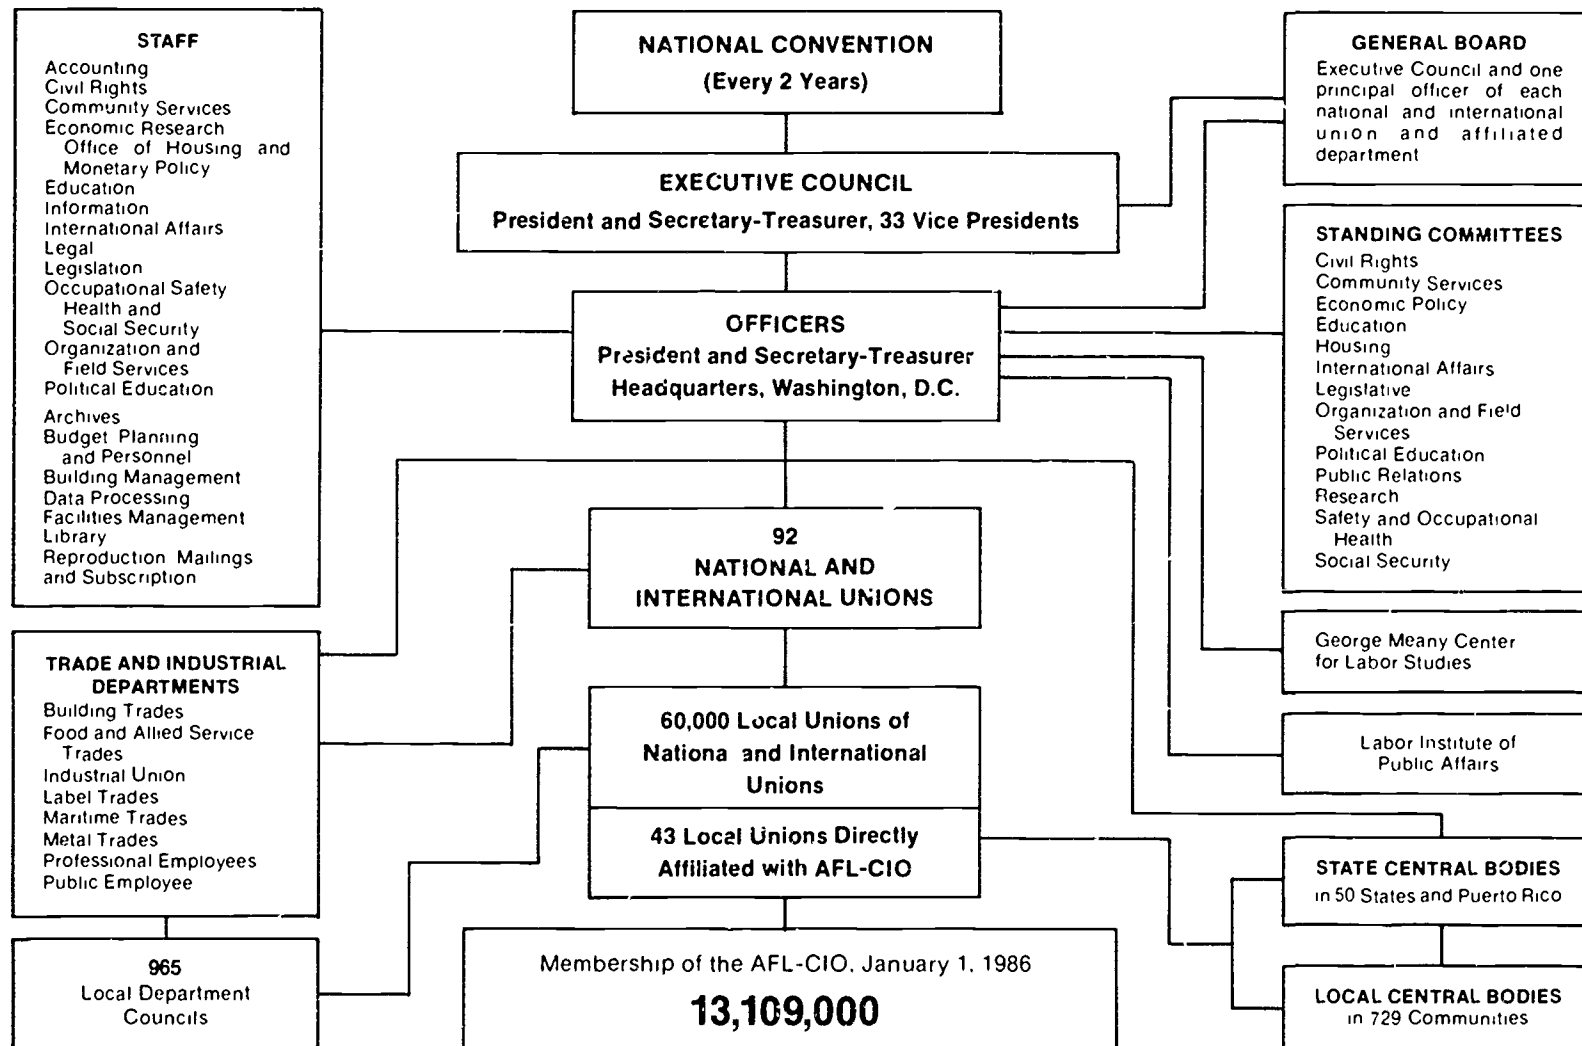 STAFF
Accounting
Civil Rights
Community Services
Economic Research
Office of Housing and
Monetary Policy
Education
Information
International Affairs
Legal
Legislation
Occupational Safety
Health and
Social Security
Organization and
Field Services
Political Education
Archives
Budget Planning
and Personnel
Building Management
Data Processing
Facilities Management
Library
Reproduction Mailings
and Subscription
TRADE AND INDUSTRIAL
DEPARTMENTS
Building Trades
Food and Allied Service
Trades
Industrial Union
Label Trades
Maritime Trades
Metal Trades
Professional Employees
Public Employee
965
Local Department
Councils
NATIONAL CONVENTION
(Every 2 Years)
EXECUTIVE COUNCIL
President and Secretary-Treasurer, 33 Vice Presidents
OFFICERS
President and Secretary-Treasurer
Headquarters, Washington, D.C.
92
NATIONAL AND
INTERNATIONAL UNIONS
60,000 Local Unions of
Nationa and International
Unions
43 Local Unions Directly
Affiliated with AFL-CIO
Membership of the AFL-CIO, January 1, 1986
13,109,000
GENERAL BOARD
Executive Council and one
principal officer of each
national and international
union and affiliated
department
STANDING COMMITTEES
Civil Rights
Community Services
Economic Policy
Education
Housing
International Affairs
Legislative
Organization and Field
Services
Political Education
Public Relations
Research
Safety and Occupational
Health
Social Security
George Meany Center
for Labor Studies
Labor Institute of
Public Affairs
STATE CENTRAL BODIES
in 50 States and Puerto Rico
LOCAL CENTRAL BODIES
in 729 Communities